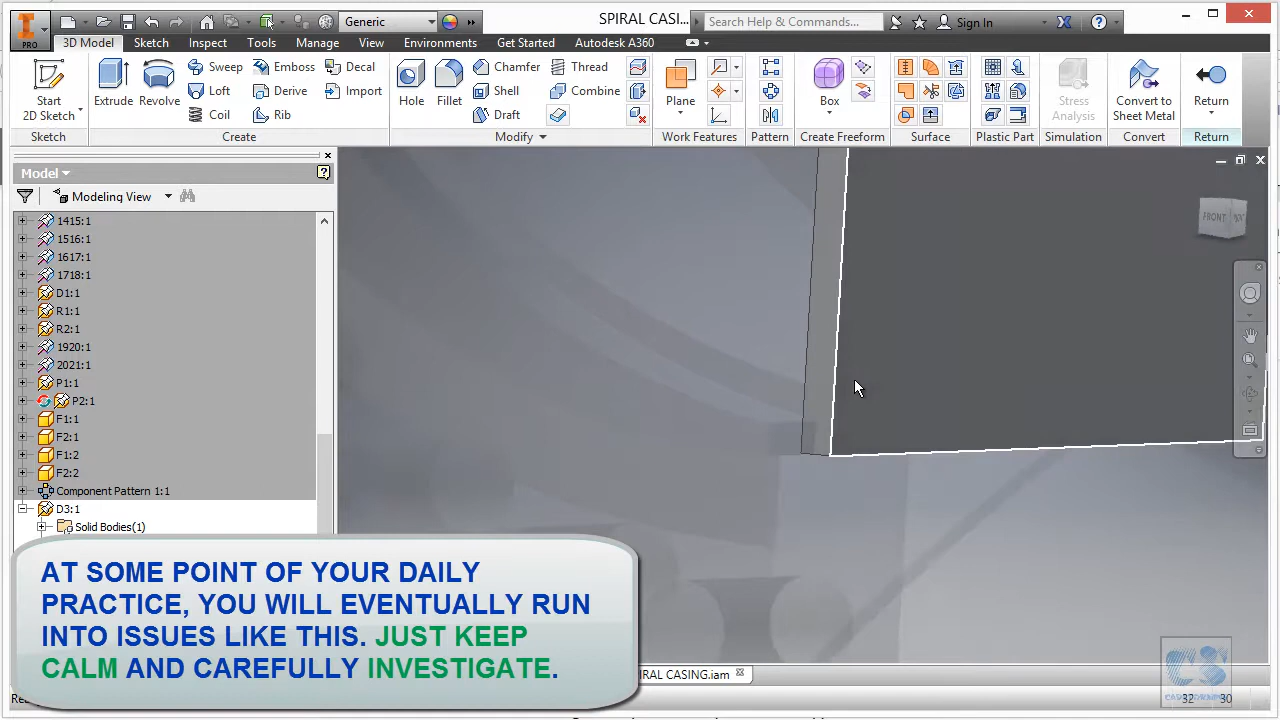 Generic
SPIRAL CASING...
Search Help & Commands...
Sign In
PRO
3D Model
Sketch
Inspect
Tools
Manage
View
Environments
Get Started
Autodesk A360
Start
2D Sketch
Extrude
Revolve
Sweep
Loft
Coil
Emboss
Derive
Rib
Decal
Import
Hole
Fillet
Chamfer
Shell
Draft
Thread
Combine
Plane
Box
Stress
Analysis
Convert to
Sheet Metal
Return
Sketch
Create
Modify
Work Features
Pattern
Create Freeform
Surface
Plastic Part
Simulation
Convert
Return
Model
Modeling View
1415:1
1516:1
1617:1
1718:1
D1:1
R1:1
R2:1
1920:1
2021:1
P1:1
P2:1
F1:1
F2:1
F1:2
F2:2
Component Pattern 1:1
D3:1
Solid Bodies(1)
FRONT
AT SOME POINT OF YOUR DAILY
PRACTICE, YOU WILL EVENTUALLY RUN
INTO ISSUES LIKE THIS. JUST KEEP
CALM AND CAREFULLY INVESTIGATE.
IRAL CASING.iam
CS
32 30